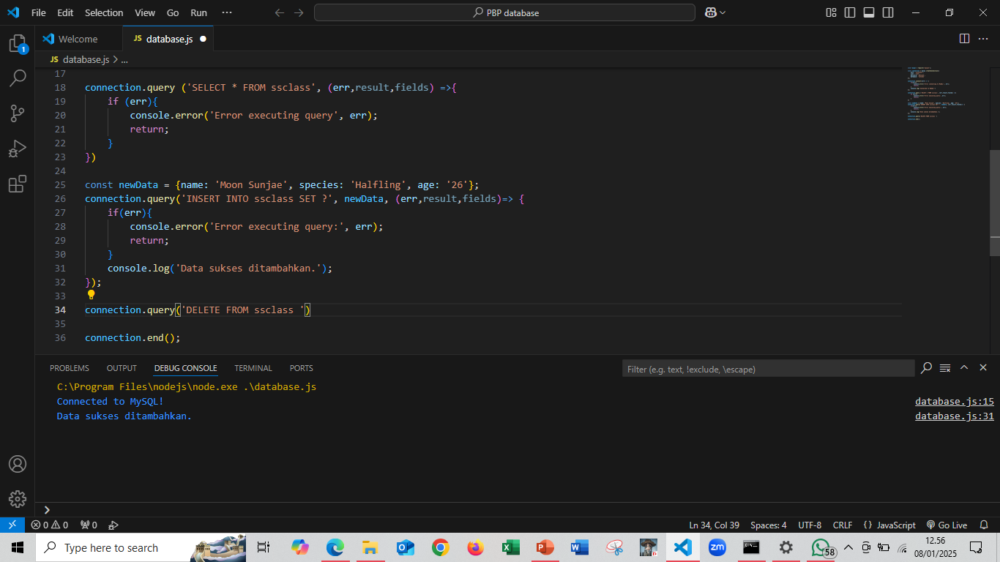 File Edit Selection View Go Run ··· PBP database
Welcome JS database.js
JS database.js > ...
17
18 connection.query ('SELECT * FROM ssclass', (err,result,fields) =>{
19 if (err){
20 console.error('Error executing query', err);
21 return;
22 }
23 })
24
25 const newData = {name: 'Moon Sunjae', species: 'Halfling', age: '26'};
26 connection.query('INSERT INTO ssclass SET ?', newData, (err,result,fields)=> {
27 if(err){
28 console.error('Error executing query:', err);
29 return;
30 }
31 console.log('Data sukses ditambahkan.');
32 });
33
34 connection.query('DELETE FROM ssclass ')
35
36 connection.end();
PROBLEMS OUTPUT DEBUG CONSOLE TERMINAL PORTS Filter (e.g. text, !exclude, \escape)
C:\Program Files\nodejs\node.exe .\database.js
Connected to MySQL! database.js:15
Data sukses ditambahkan. database.js:31
1
>
0 0 0 Ln 34, Col 39 Spaces: 4 UTF-8 CRLF {} JavaScript Go Live
Type here to search zm 58 12.56
08/01/2025